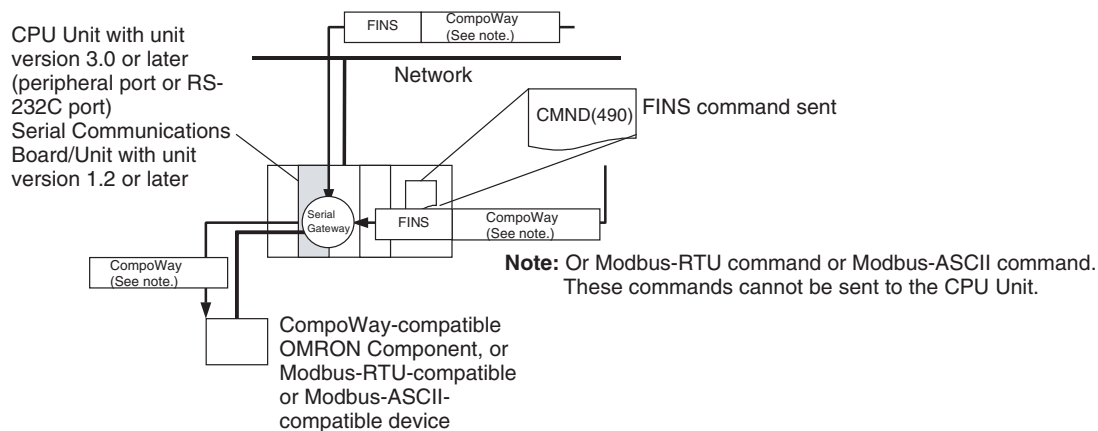 FINS
CompoWay
(See note.)
CPU Unit with unit
version 3.0 or later
(peripheral port or RS-
232C port)
Serial Communications
Board/Unit with unit
version 1.2 or later
Network
CMND(490)
FINS command sent
Serial
Gateway
FINS
CompoWay
(See note.)
CompoWay
(See note.)
Note: Or Modbus-RTU command or Modbus-ASCII command.
These commands cannot be sent to the CPU Unit.
CompoWay-compatible
OMRON Component, or
Modbus-RTU-compatible
or Modbus-ASCII-
compatible device